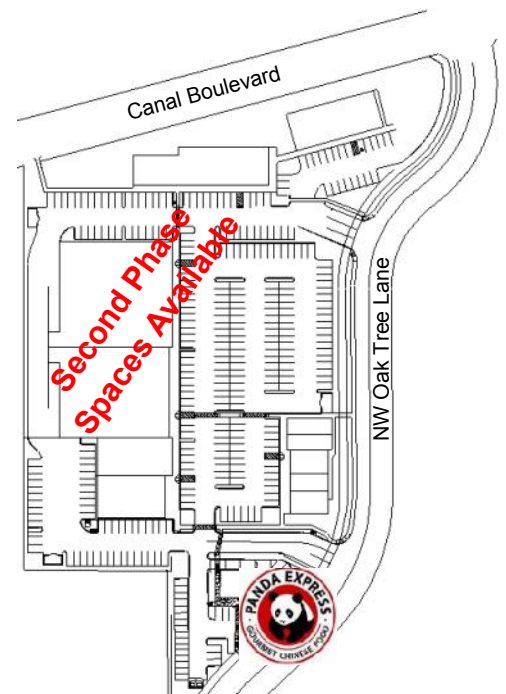 Canal Boulevard
Second Phase
Spaces Available
NW Oak Tree Lane
PANDA EXPRESS
GOURMET CHINESE FOOD